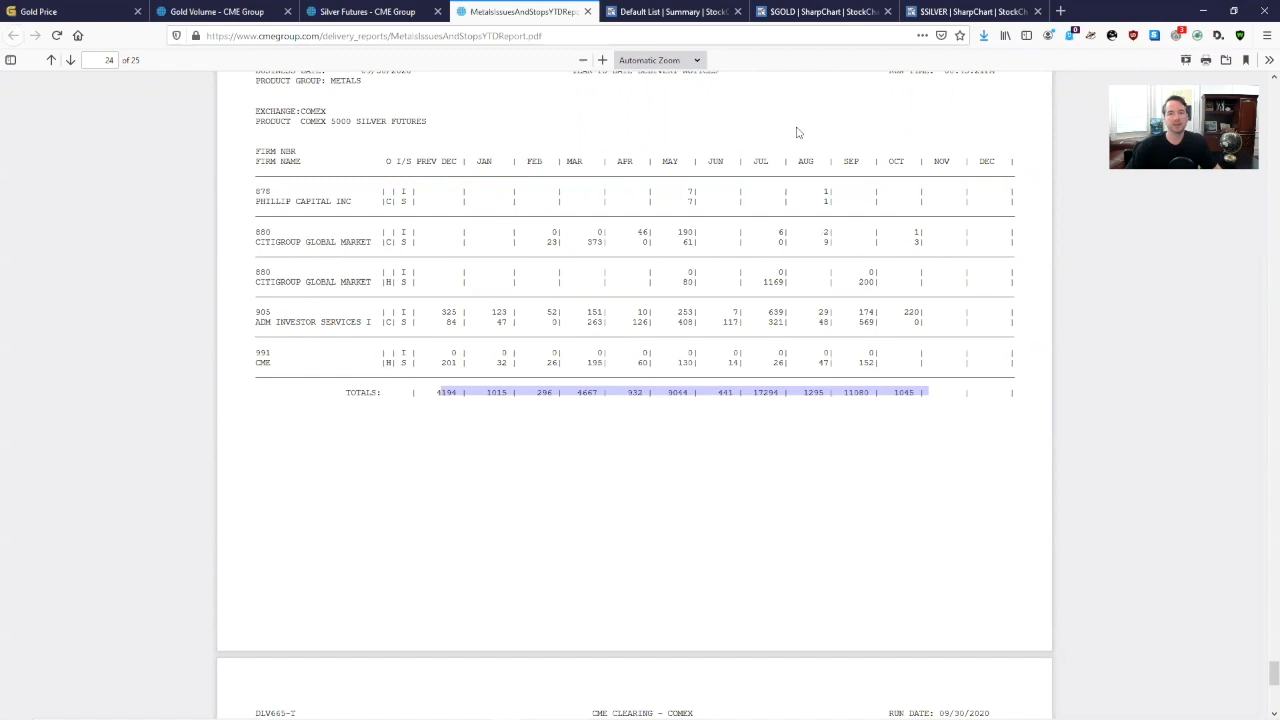 Gold Price
Gold Volume - CME Group
Silver Futures - CME Group
MetalsIssuesAndStopsYTDRepo
Default List | Summary | StockC
$GOLD | SharpChart | StockCha
$SILVER | SharpChart | StockCh
https://www.cmegroup.com/delivery_reports/MetalsIssuesAndStopsYTDReport.pdf
24 of 25
Automatic Zoom
PRODUCT GROUP: METALS
EXCHANGE:COMEX
PRODUCT COMEX 5000 SILVER FUTURES
FIRM NBR
FIRM NAME O I/S PREV DEC | JAN | FEB | MAR | APR | MAY | JUN | JUL | AUG | SEP | OCT | NOV | DEC |
878 | | I | | | | | | 7| | | 1| | | | |
PHILLIP CAPITAL INC |C| S | | | | | | 7| | | 1| | | | |
880 | | I | | | 0| 0| 46| 190| | 6| 2| | 1| | |
CITIGROUP GLOBAL MARKET |C| S | | | 23| 373| 0| 61| | 0| 9| | 3| | |
880 | | I | | | | | | 0| | 0| | 0| | | |
CITIGROUP GLOBAL MARKET |H| S | | | | | | 80| | 1169| | 200| | | |
905 | | I | 325 | 123 | 52| 151| 10| 253| 7| 639| 29| 174| 220| | |
ADM INVESTOR SERVICES I |C| S | 84 | 47 | 0| 263| 126| 408| 117| 321| 48| 569| 0| | |
991 | | I | 0 | 0 | 0| 0| 0| 0| 0| 0| 0| 0| | | |
CME |H| S | 201 | 32 | 26| 195| 60| 130| 14| 26| 47| 152| | | |
TOTALS: | 4194 | 1015 | 296 | 4667 | 932 | 9044 | 441 | 17294 | 1295 | 11080 | 1045 | | |
DLV665-T CME CLEARING - COMEX RUN DATE: 09/30/2020